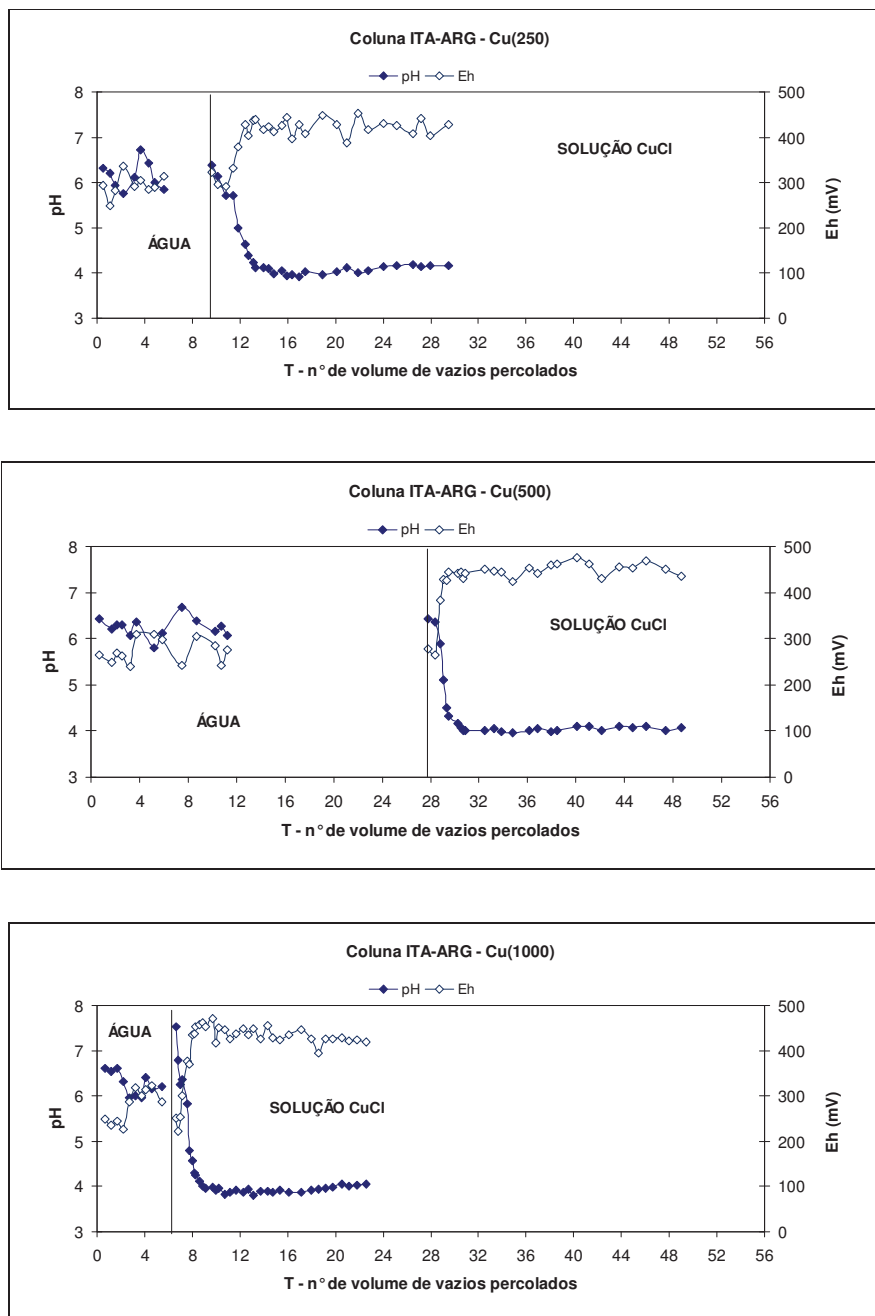 Coluna ITA-ARG - Cu(250)
pH Eh
8 500
7 400
6 300
5 200
4 100
3 0
pH
Eh (mV)
SOLUÇÃO CuCl
ÁGUA
0 4 8 12 16 20 24 28 32 36 40 44 48 52 56
T - n° de volume de vazios percolados
Coluna ITA-ARG - Cu(500)
pH Eh
8 500
7 400
6 300
5 200
4 100
3 0
pH
Eh (mV)
SOLUÇÃO CuCl
ÁGUA
0 4 8 12 16 20 24 28 32 36 40 44 48 52 56
T - n° de volume de vazios percolados
Coluna ITA-ARG - Cu(1000)
pH Eh
8 500
7 400
6 300
5 200
4 100
3 0
pH
Eh (mV)
ÁGUA
SOLUÇÃO CuCl
0 4 8 12 16 20 24 28 32 36 40 44 48 52 56
T - n° de volume de vazios percolados